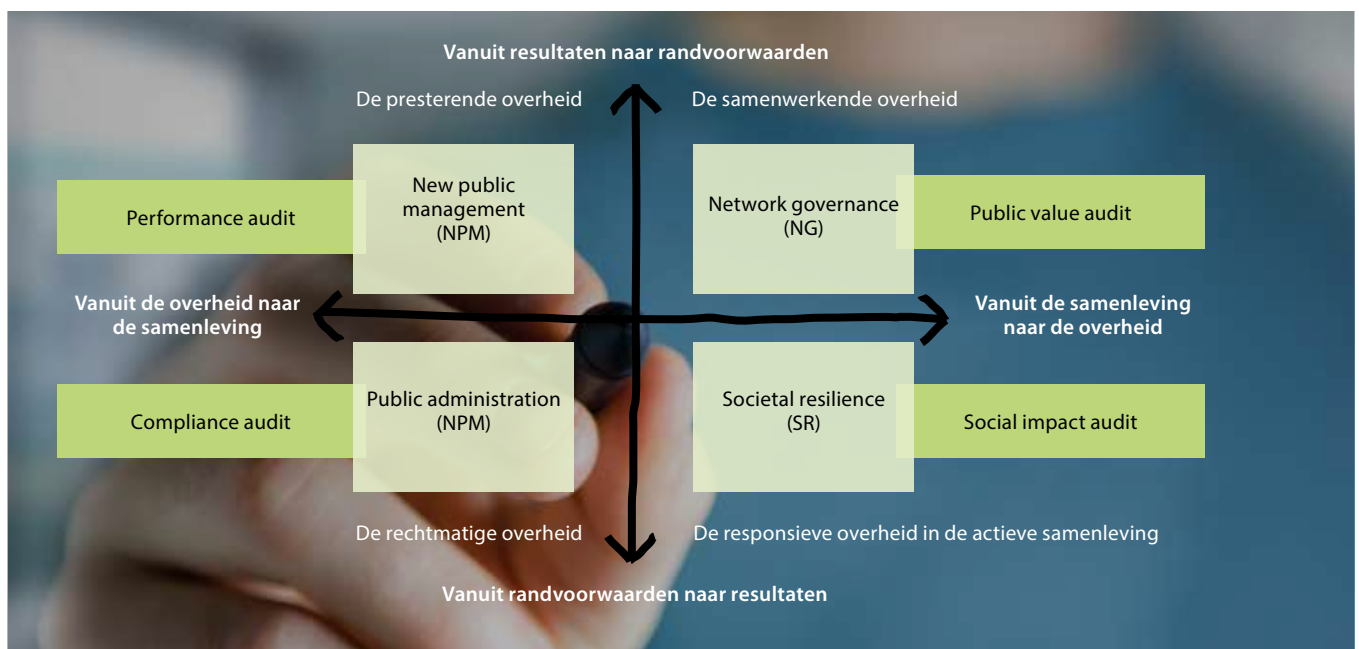 Vanuit resultaten naar randvoorwaarden
De presterende overheid
De samenwerkende overheid
New public
management
(NPM)
Performance audit
Network governance
(NG)
Public value audit
Vanuit de overheid naar
de samenleving
Vanuit de samenleving
naar de overheid
Public administration
(NPM)
Compliance audit
Societal resilience
(SR)
Social impact audit
De rechtmatige overheid
De responsieve overheid in de actieve samenleving
Vanuit randvoorwaarden naar resultaten